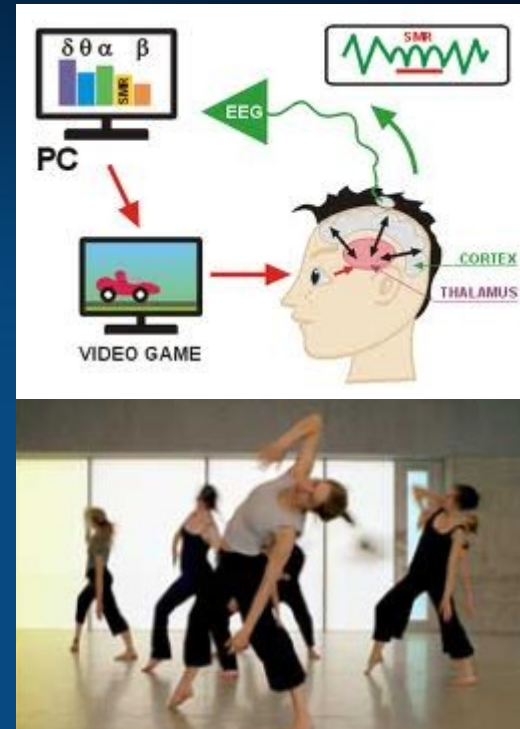 δ θ α β
SMR
PC
EEG
SMR
VIDEO GAME
CORTEX
THALAMUS